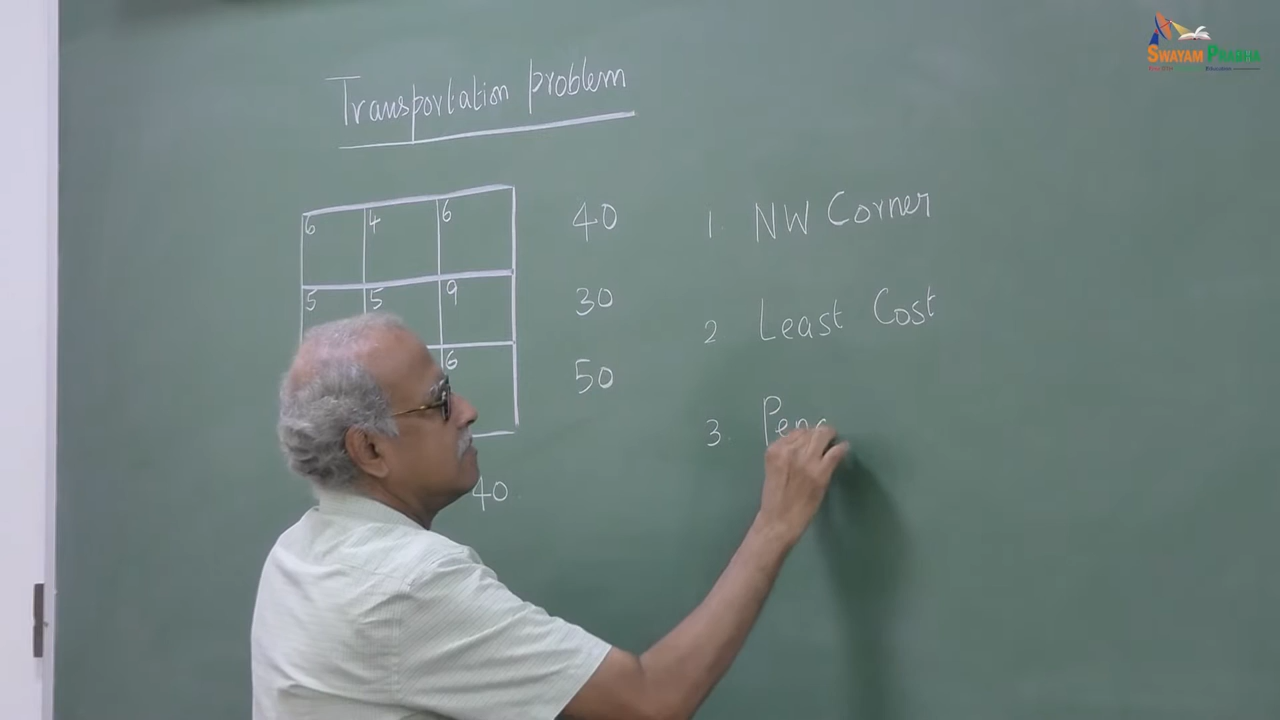 SWAYAM PRABHA
Transportation problem
6 4 6 40
5 5 9 30
6 50
40
1. NW Corner
2 Least Cost
3. Pena